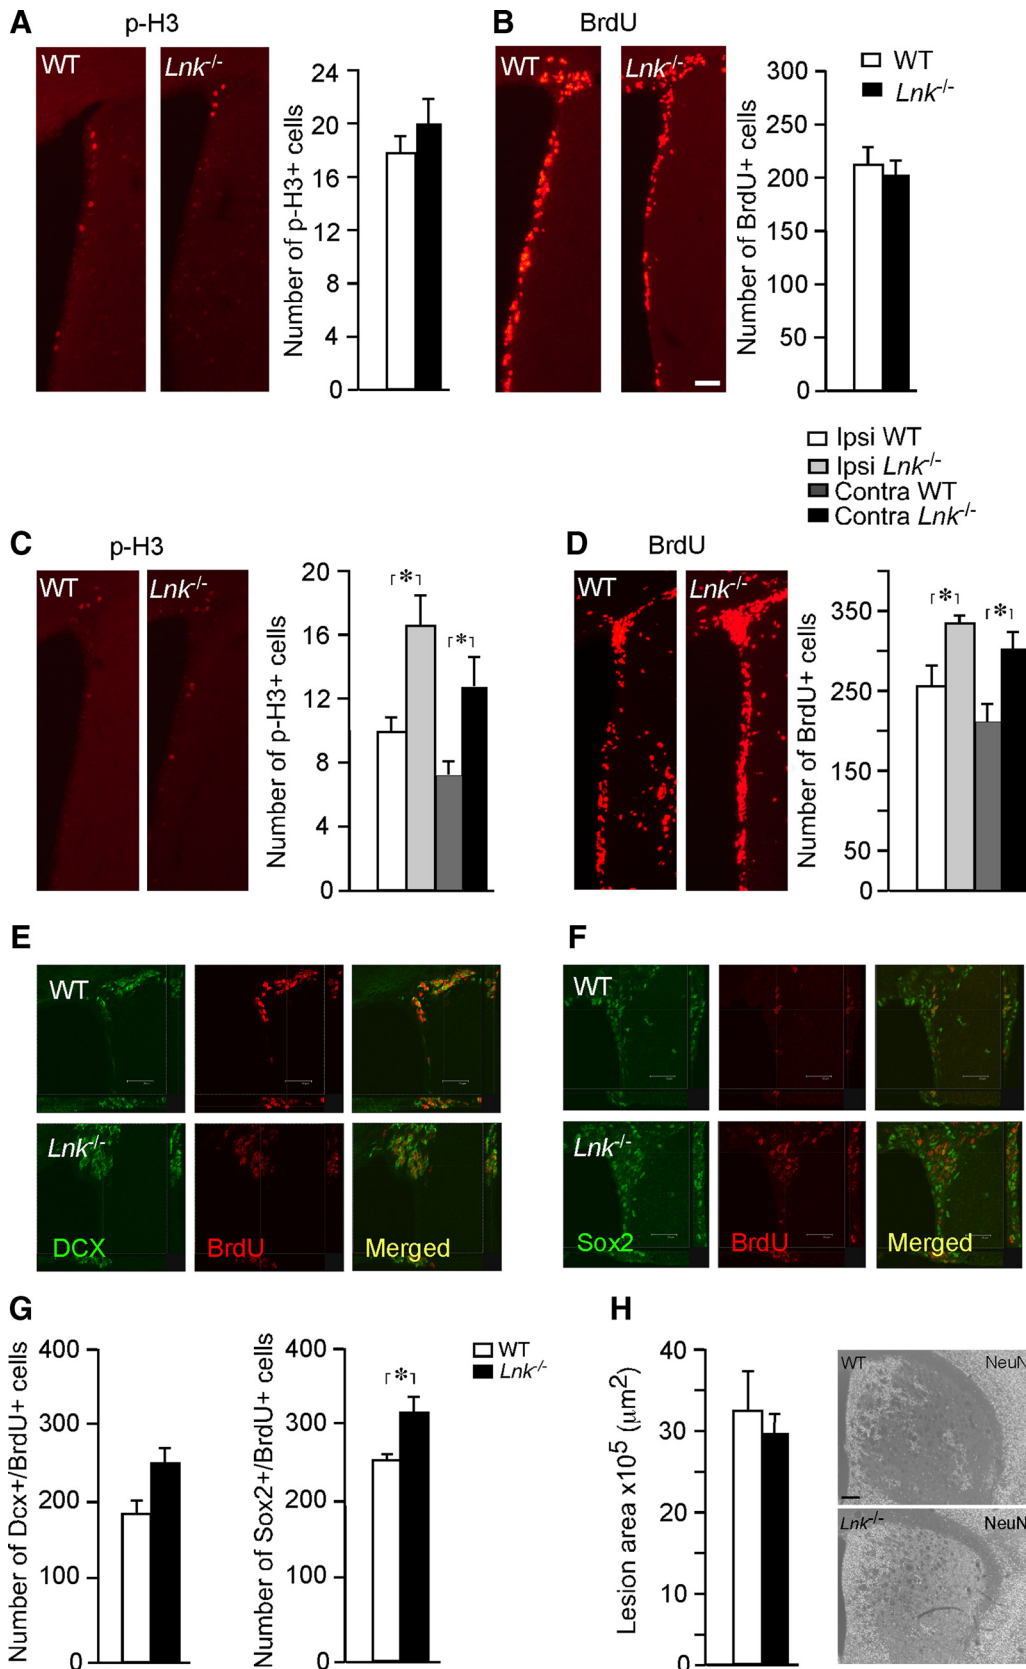 A
p-H3
WT
Lnk-/-
Number of p-H3+ cells
24
20
16
12
8
4
0
B
BrdU
WT
Lnk-/-
Number of BrdU+ cells
300
250
200
150
100
50
0
WT
Lnk-/-
Ipsi WT
Ipsi Lnk-/-
Contra WT
Contra Lnk-/-
C
p-H3
WT
Lnk-/-
Number of p-H3+ cells
20
16
12
8
4
0
*
*
D
BrdU
WT
Lnk-/-
Number of BrdU+ cells
350
250
150
50
0
*
*
E
WT
Lnk-/-
DCX
BrdU
Merged
F
WT
Lnk-/-
Sox2
BrdU
Merged
G
Number of Dcx+/BrdU+ cells
400
300
200
100
0
Number of Sox2+/BrdU+ cells
400
300
200
100
0
*
WT
Lnk-/-
H
Lesion area x10⁵ (µm²)
40
30
20
10
0
WT
NeuN
Lnk-/-
NeuN